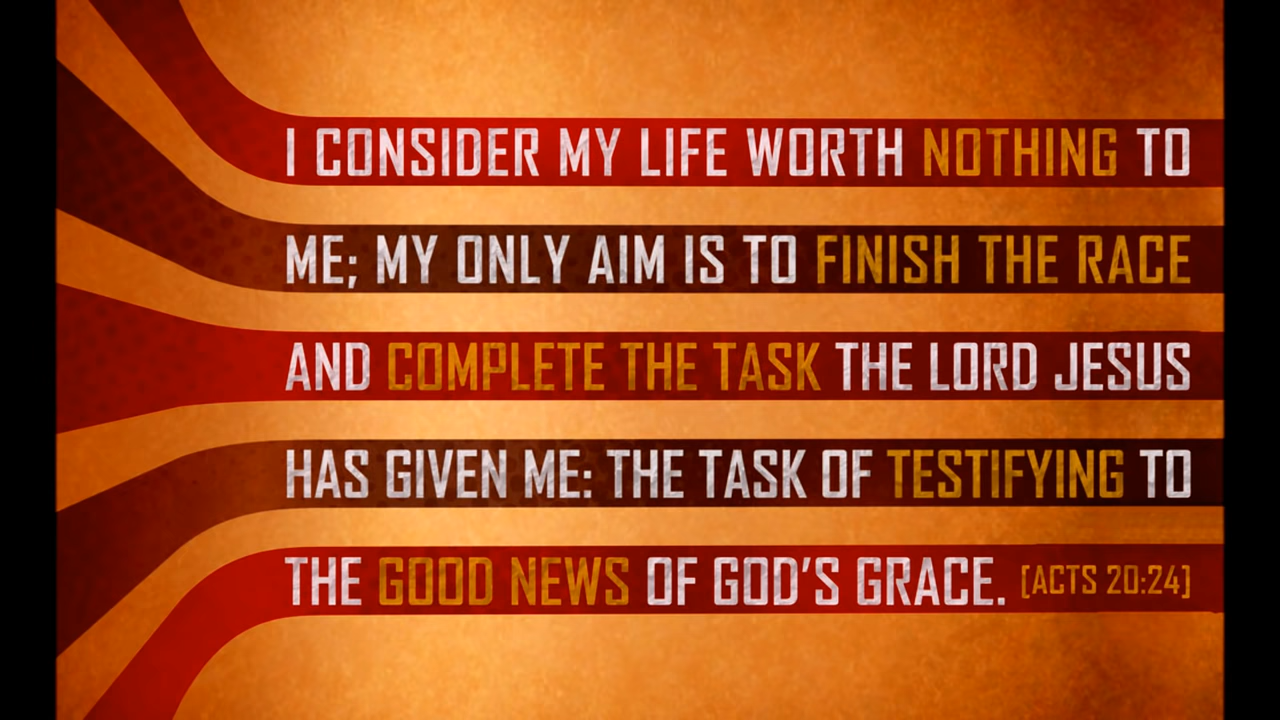 I CONSIDER MY LIFE WORTH NOTHING TO
ME; MY ONLY AIM IS TO FINISH THE RACE
AND COMPLETE THE TASK THE LORD JESUS
HAS GIVEN ME: THE TASK OF TESTIFYING TO
THE GOOD NEWS OF GOD'S GRACE. [ACTS 20:24]